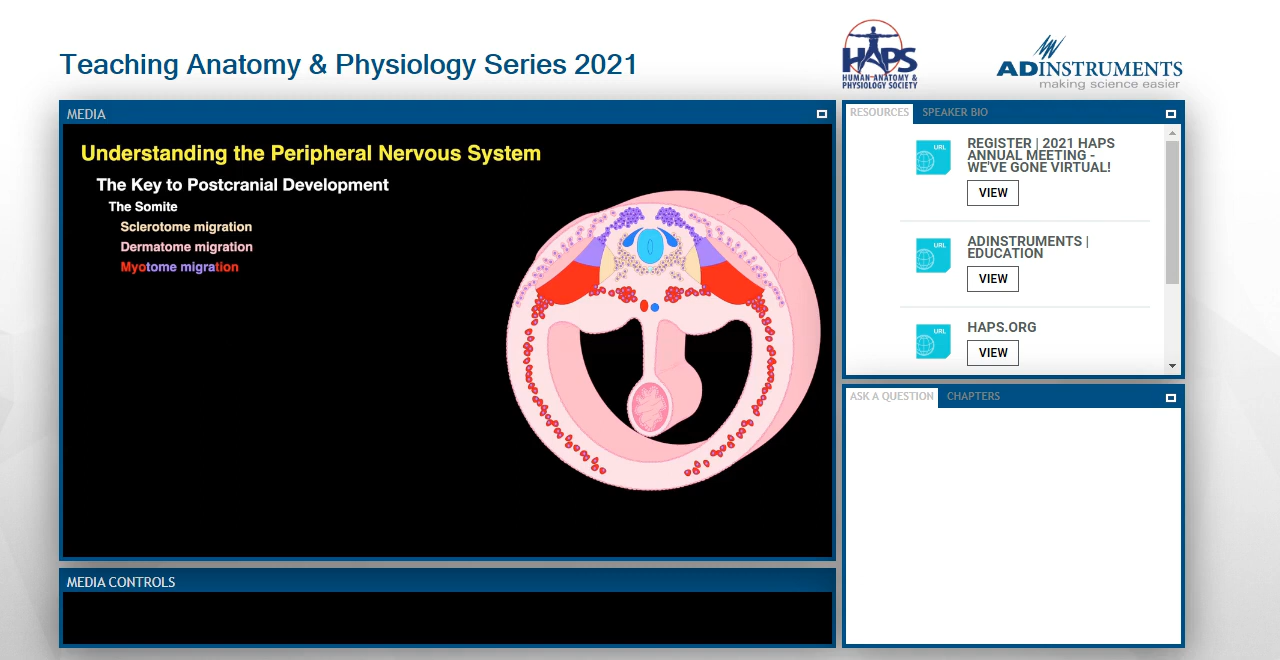 Teaching Anatomy & Physiology Series 2021
HAPS
HUMAN ANATOMY &
PHYSIOLOGY SOCIETY
ADINSTRUMENTS
making science easier
MEDIA
Understanding the Peripheral Nervous System
The Key to Postcranial Development
The Somite
Sclerotome migration
Dermatome migration
Myotome migration
MEDIA CONTROLS
RESOURCES SPEAKER BIO
URL
REGISTER | 2021 HAPS
ANNUAL MEETING -
WE'VE GONE VIRTUAL!
VIEW
URL
ADINSTRUMENTS |
EDUCATION
VIEW
URL
HAPS.ORG
VIEW
ASK A QUESTION CHAPTERS